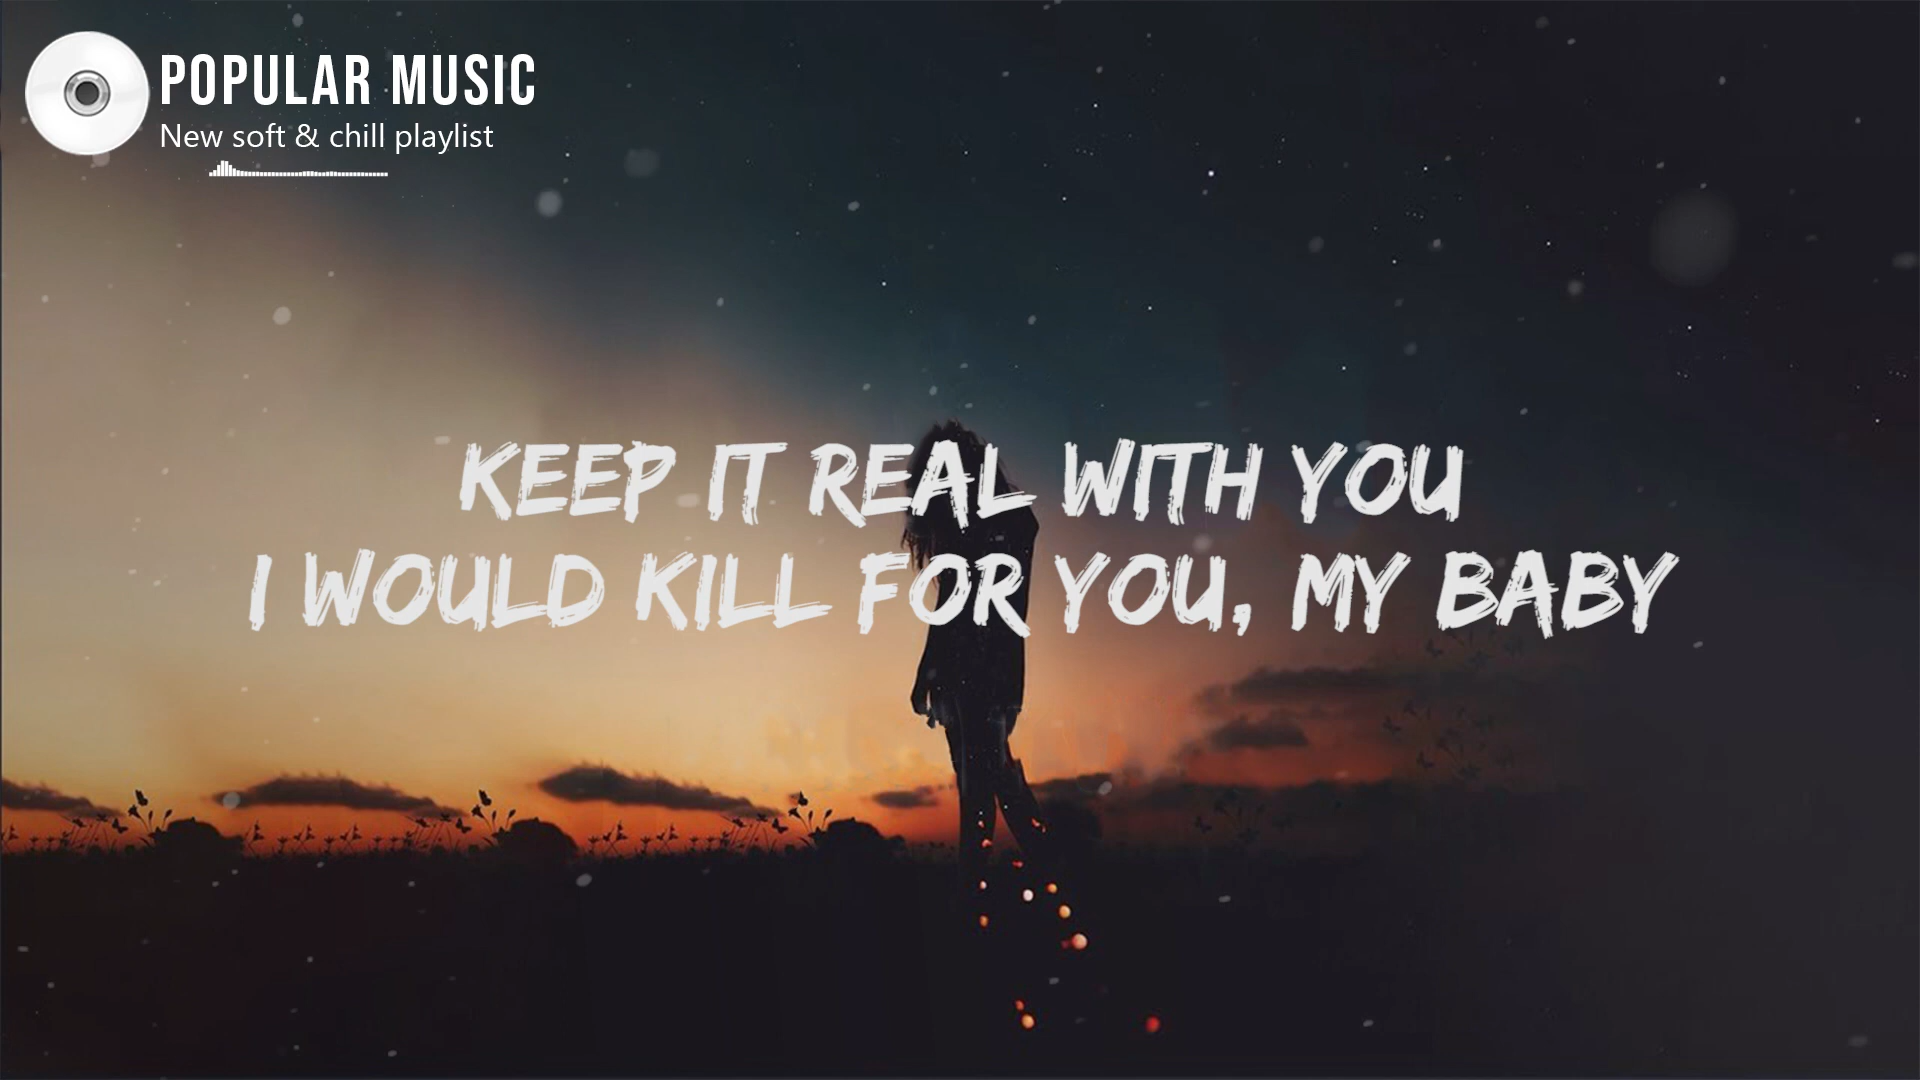 POPULAR MUSIC
New soft & chill playlist
KEEP IT REAL WITH YOU
I WOULD KILL FOR YOU, MY BABY